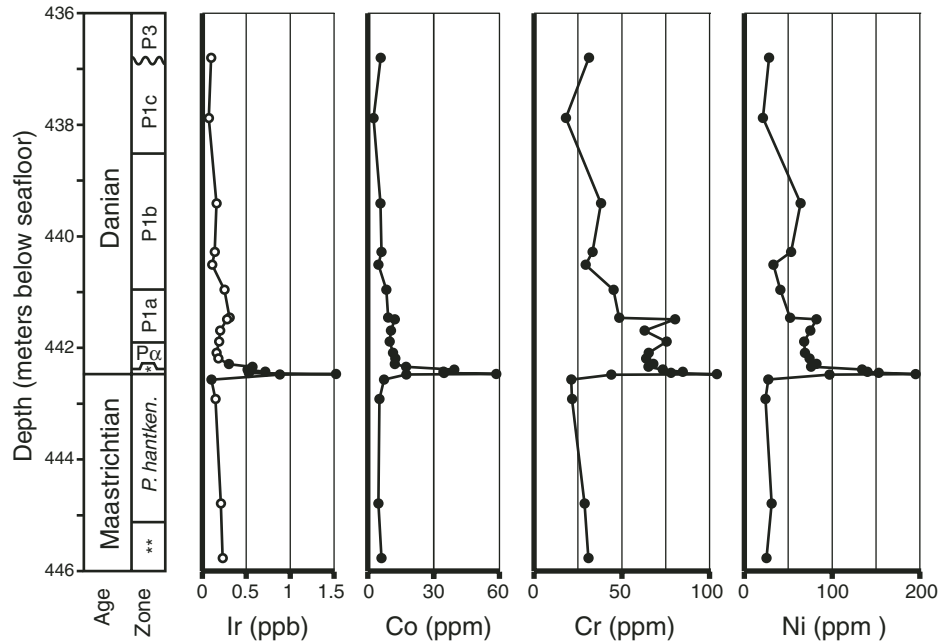 Depth (meters below seafloor)
436
438
440
442
444
446
Danian
Maastrichtian
Age
P3
P1c
P1b
P1a
Pα
*
P. hantken.
**
Zone
0 0.5 1 1.5
Ir (ppb)
0 30 60
Co (ppm)
0 50 100
Cr (ppm)
0 50 100 150 200
Ni (ppm )